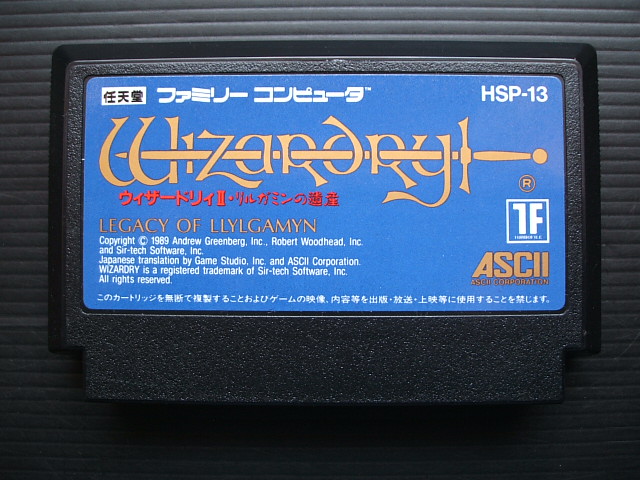 任天堂 ファミリー コンピュータ™ HSP-13
Wizardry
®
ウィザードリィII・リルガミンの遺産
LEGACY OF LLYLGAMYN
Copyright © 1989 Andrew Greenberg, Inc., Robert Woodhead, Inc.
and Sir-tech Software, Inc.
Japanese translation by Game Studio, Inc. and ASCII Corporation.
WIZARDRY is a registered trademark of Sir-tech Software, Inc.
All rights reserved.
TF
ASCII
ASCII CORPORATION
このカートリッジを無断で複製することおよびゲームの映像、内容等を出版・放送・上映等に使用することを禁じます。